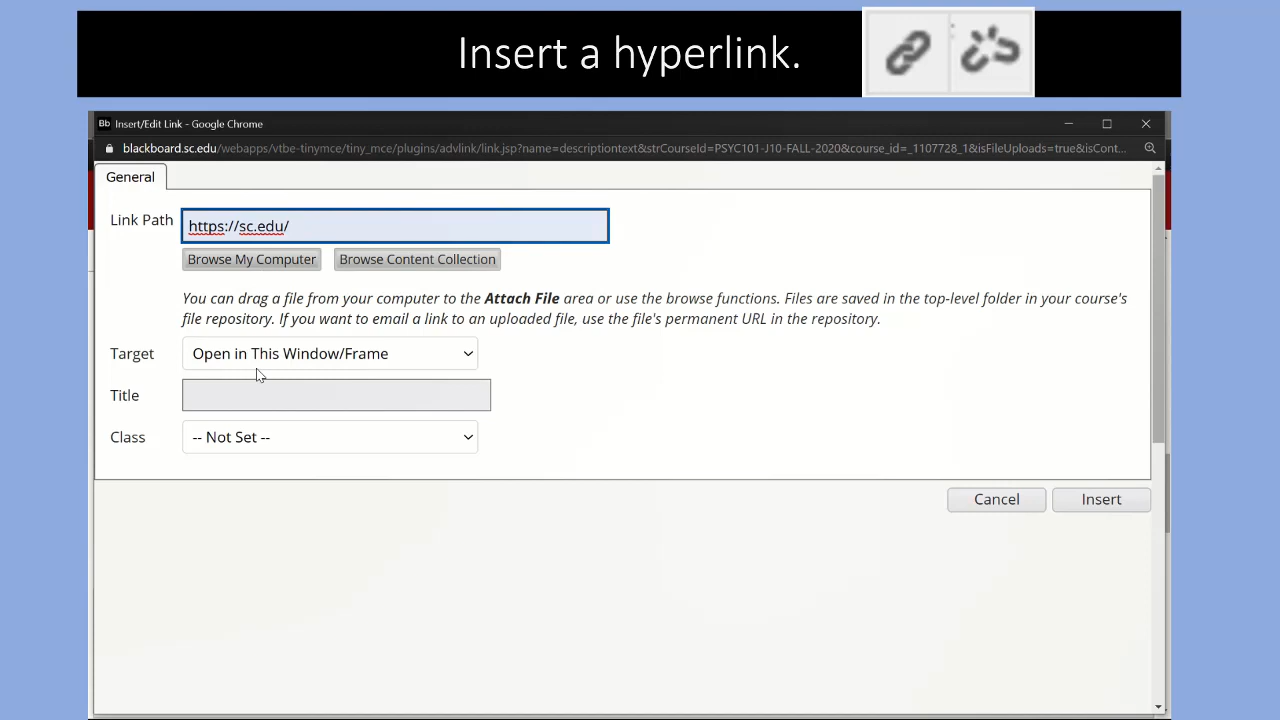 Insert a hyperlink.
Bb Insert/Edit Link - Google Chrome
blackboard.sc.edu/webapps/vtbe-tinymce/tiny_mce/plugins/advlink/link.jsp?name=descriptiontext&strCourseId=PSYC101-J10-FALL-2020&course_id=_1107728_1&isFileUploads=true&isCont...
General
Link Path https://sc.edu/
Browse My Computer Browse Content Collection
You can drag a file from your computer to the Attach File area or use the browse functions. Files are saved in the top-level folder in your course's
file repository. If you want to email a link to an uploaded file, use the file's permanent URL in the repository.
Target Open in This Window/Frame
Title
Class -- Not Set --
Cancel Insert